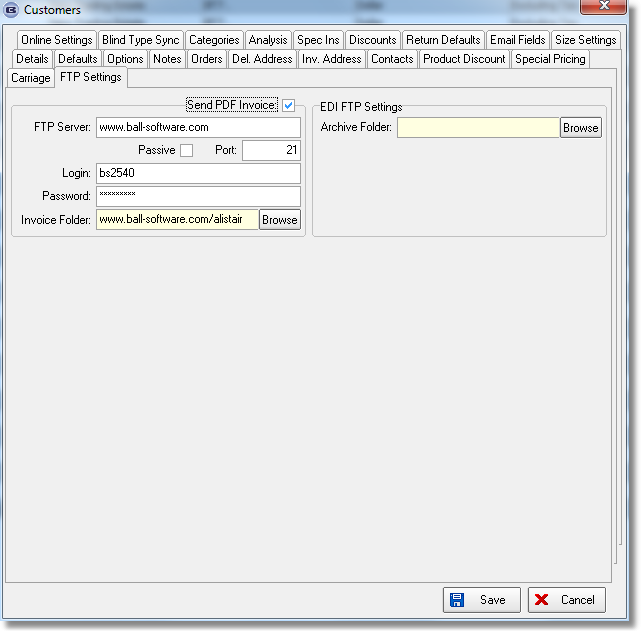 Customers
Online Settings Blind Type Sync Categories Analysis Spec Ins Discounts Return Defaults Email Fields Size Settings
Details Defaults Options Notes Orders Del. Address Inv. Address Contacts Product Discount Special Pricing
Carriage FTP Settings
Send PDF Invoice: EDI FTP Settings
FTP Server: www.ball-software.com Archive Folder: Browse
Passive Port: 21
Login: bs2540
Password: ×××××××××
Invoice Folder: www.ball-software.com/alistair Browse
Save Cancel